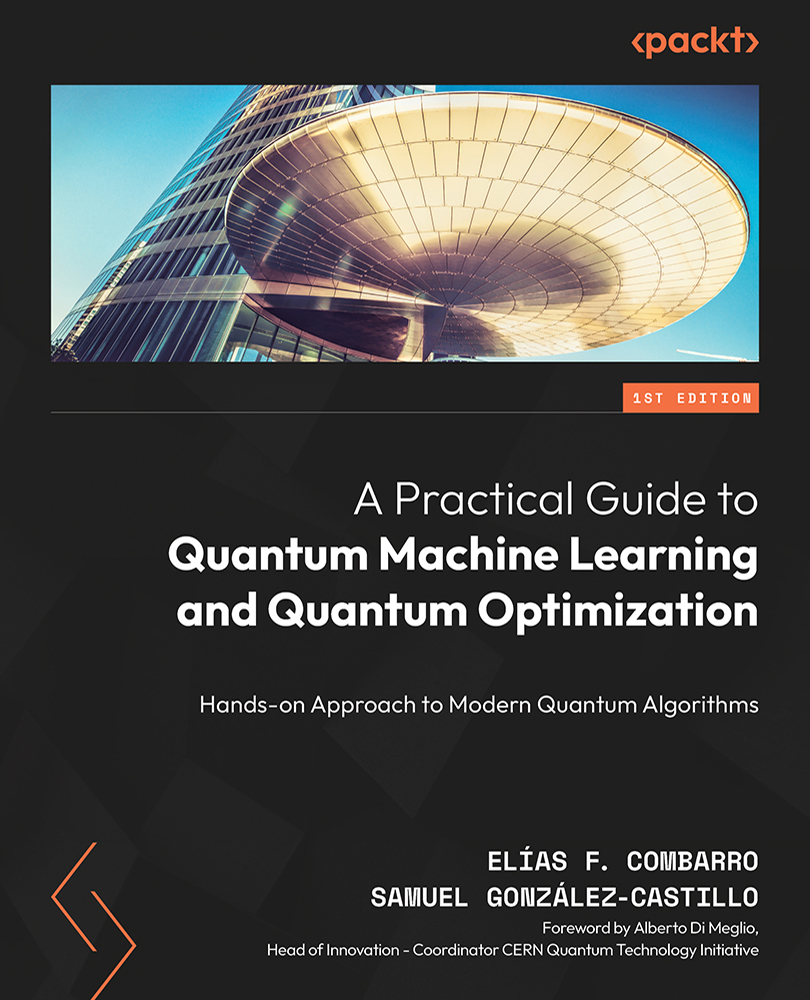 <packt>
1ST EDITION
A Practical Guide to
Quantum Machine Learning
and Quantum Optimization
Hands-on Approach to Modern Quantum Algorithms
ELÍAS F. COMBARRO
SAMUEL GONZÁLEZ-CASTILLO
Foreword by Alberto Di Meglio,
Head of Innovation - Coordinator CERN Quantum Technology Initiative